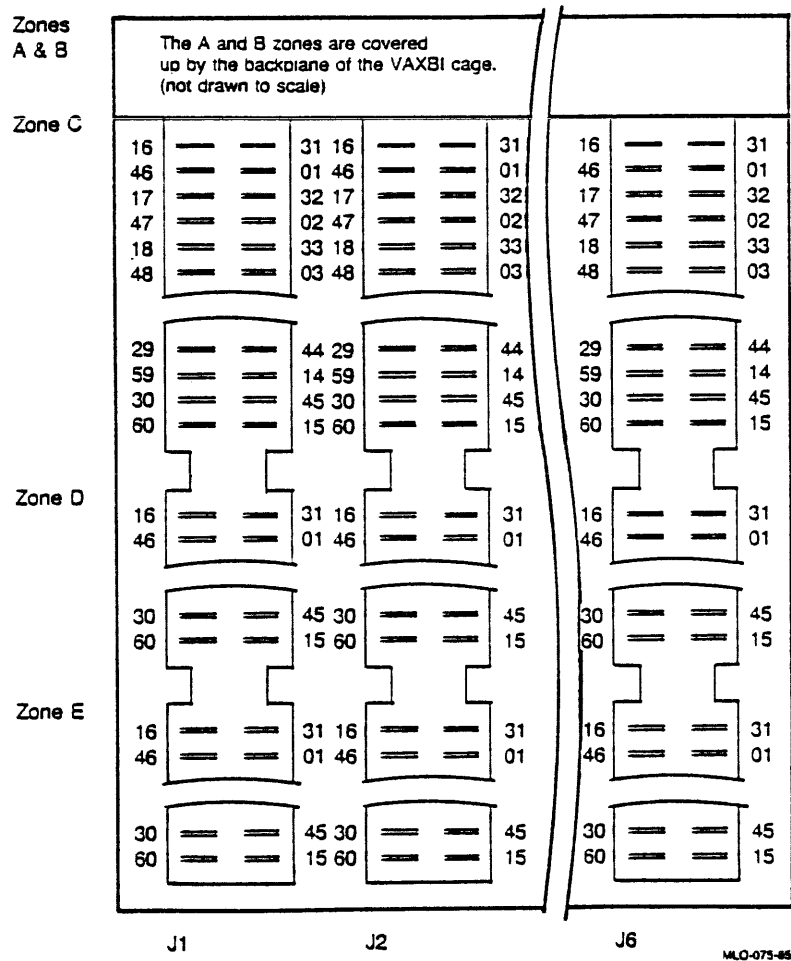 Zones
A & B
The A and B zones are covered
up by the backplane of the VAXBI cage.
(not drawn to scale)
Zone C
16 31 16 31 16 31
46 01 46 01 46 01
17 32 17 32 17 32
47 02 47 02 47 02
18 33 18 33 18 33
48 03 48 03 48 03
29 44 29 44 29 44
59 14 59 14 59 14
30 45 30 45 30 45
60 15 60 15 60 15
Zone D
16 31 16 31 16 31
46 01 46 01 46 01
30 45 30 45 30 45
60 15 60 15 60 15
Zone E
16 31 16 31 16 31
46 01 46 01 46 01
30 45 30 45 30 45
60 15 60 15 60 15
J1 J2 J6
MLO-075-85